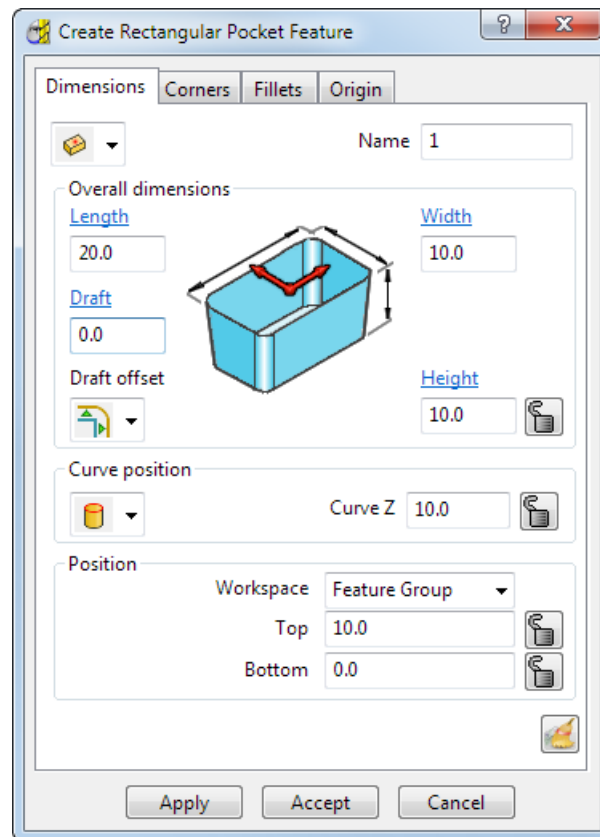 Create Rectangular Pocket Feature
?
X
Dimensions Corners Fillets Origin
Name 1
Overall dimensions
Length Width
20.0 10.0
Draft
0.0
Draft offset Height
10.0
Curve position
Curve Z 10.0
Position
Workspace Feature Group
Top 10.0
Bottom 0.0
Apply Accept Cancel